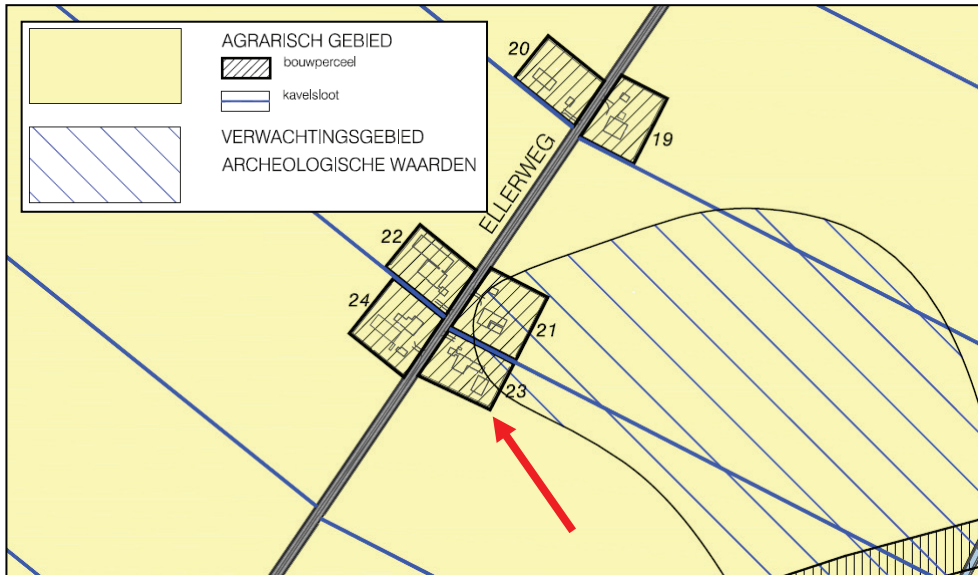 AGRARISCH GEBIED
bouwperceel
kavelsloot
VERWACHTINGSGEBIED
ARCHEOLOGISCHE WAARDEN
20
19
ELLERWEG
22
24
21
23